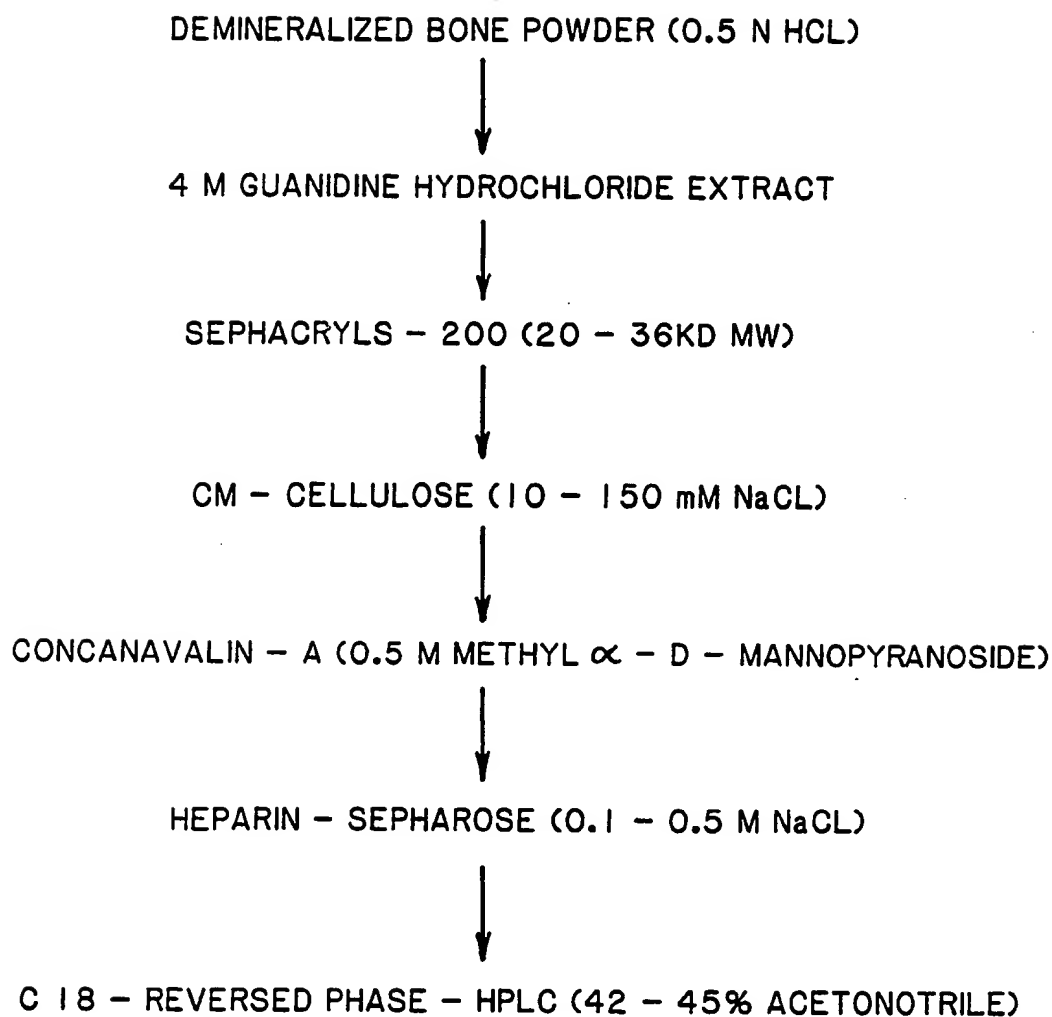 DEMINERALIZED BONE POWDER (0.5 N HCL)
4 M GUANIDINE HYDROCHLORIDE EXTRACT
SEPHACRYLS – 200 (20 – 36KD MW)
CM – CELLULOSE (10 – 150 mM NaCL)
CONCANAVALIN – A (0.5 M METHYL ∝ – D – MANNOPYRANOSIDE)
HEPARIN – SEPHAROSE (0.1 – 0.5 M NaCL)
C 18 – REVERSED PHASE – HPLC (42 – 45% ACETONOTRILE)